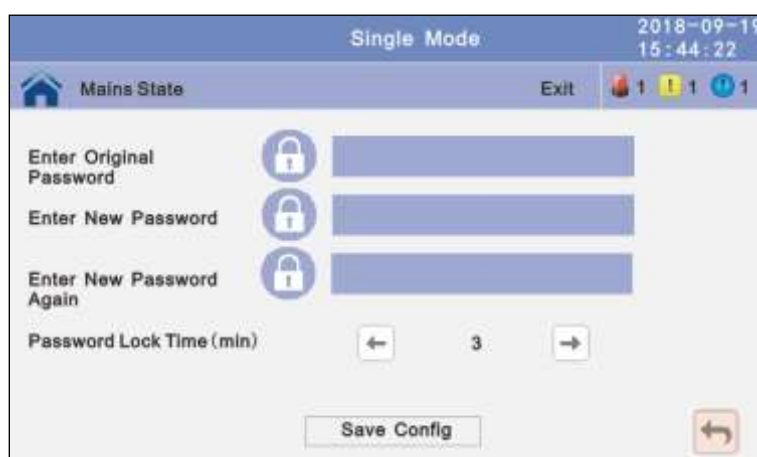 Single Mode
2018-09-19
15:44:22
Mains State
Exit
1
! 1
1
Enter Original
Password
Enter New Password
Enter New Password
Again
Password Lock Time(min)
3
Save Config